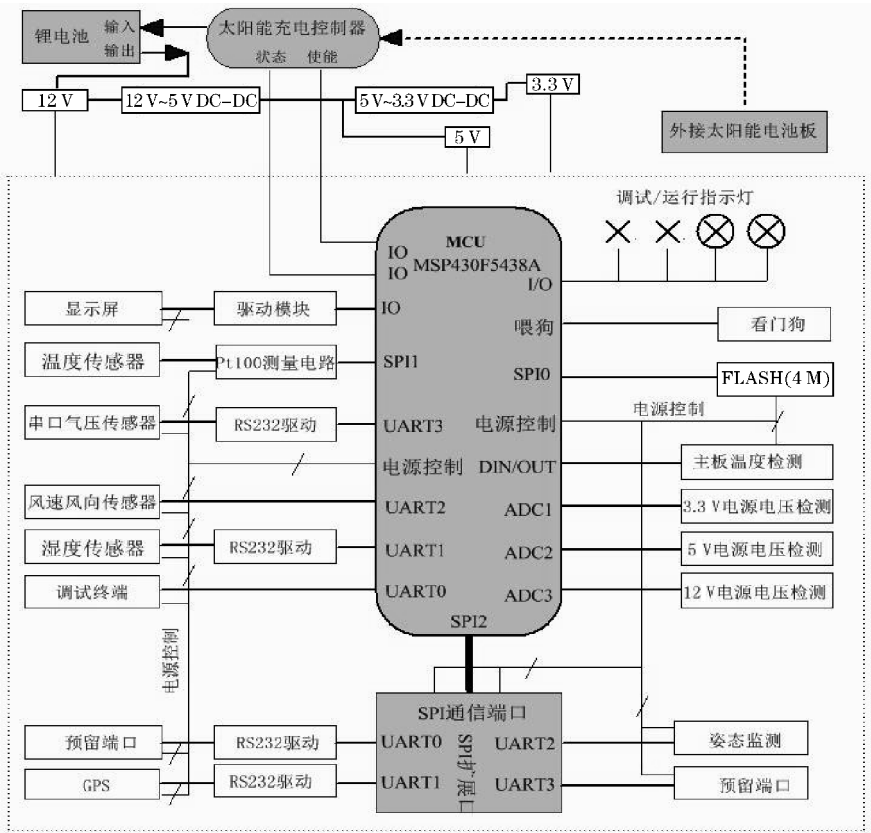 锂电池
输入
输出
太阳能充电控制器
状态 使能
12 V
12 V~5 V DC-DC
5 V~3.3 V DC-DC
3.3 V
5 V
外接太阳能电池板
调试/运行指示灯
MCU
MSP430F5438A
IO
IO
I/O
显示屏
驱动模块
IO
喂狗
看门狗
温度传感器
Pt100测量电路
SPI1
SPI0
FLASH(4 M)
电源控制
串口气压传感器
RS232驱动
UART3
电源控制
电源控制
DIN/OUT
主板温度检测
风速风向传感器
UART2
ADC1
3.3 V电源电压检测
湿度传感器
RS232驱动
UART1
ADC2
5 V电源电压检测
调试终端
UART0
ADC3
12 V电源电压检测
SPI2
电源控制
SPI通信端口
SPI扩展口
预留端口
RS232驱动
UART0
UART2
姿态监测
GPS
RS232驱动
UART1
UART3
预留端口